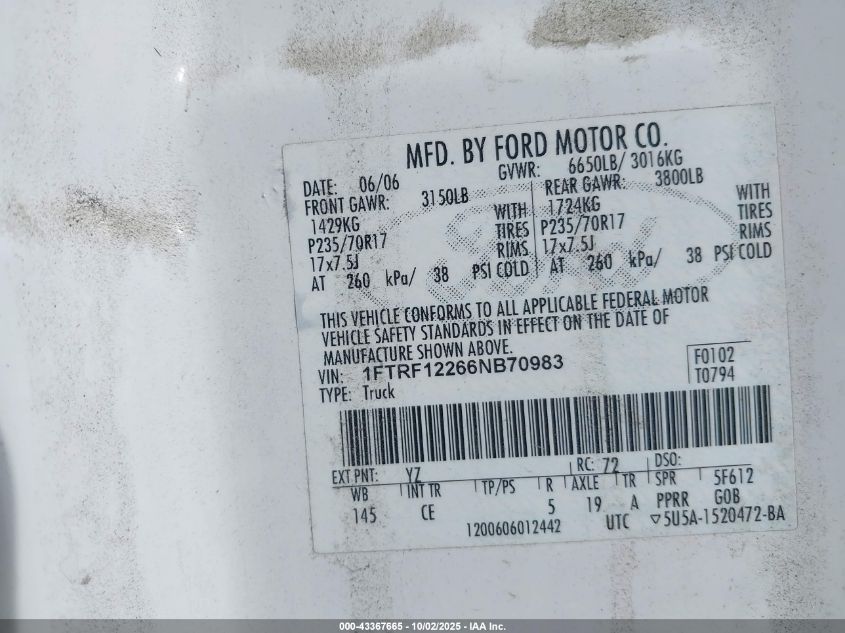 MFD. BY FORD MOTOR CO.
DATE: 06/06 GVWR: 6650LB/ 3016KG
FRONT GAWR: 3150LB REAR GAWR: 3800LB
1429KG WITH 1724KG WITH
P235/70R17 TIRES P235/70R17 TIRES
17x7.5J RIMS 17x7.5J RIMS
AT 260 kPa/ 38 PSI COLD AT 260 kPa/ 38 PSI COLD
THIS VEHICLE CONFORMS TO ALL APPLICABLE FEDERAL MOTOR
VEHICLE SAFETY STANDARDS IN EFFECT ON THE DATE OF
MANUFACTURE SHOWN ABOVE.
VIN: 1FTRF12266NB70983 F0102
TYPE: Truck T0794
EXT PNT: YZ RC: 72 DSO:
WB INT TR TP/PS R AXLE TR SPR 5F612
145 CE 5 19 A PPRR GOB
1200606012442 UTC ▽5U5A-1520472-BA
000-43367665 - 10/02/2025 - IAA Inc.